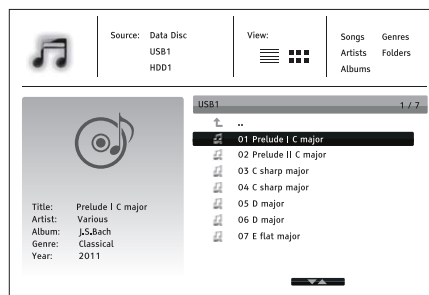 Source: Data Disc
USB1
HDD1
View:
Songs Genres
Artists Folders
Albums
USB1 1 / 7
..
01 Prelude I C major
02 Prelude II C major
03 C sharp major
04 C sharp major
05 D major
06 D major
07 E flat major
Title: Prelude I C major
Artist: Various
Album: J.S.Bach
Genre: Classical
Year: 2011